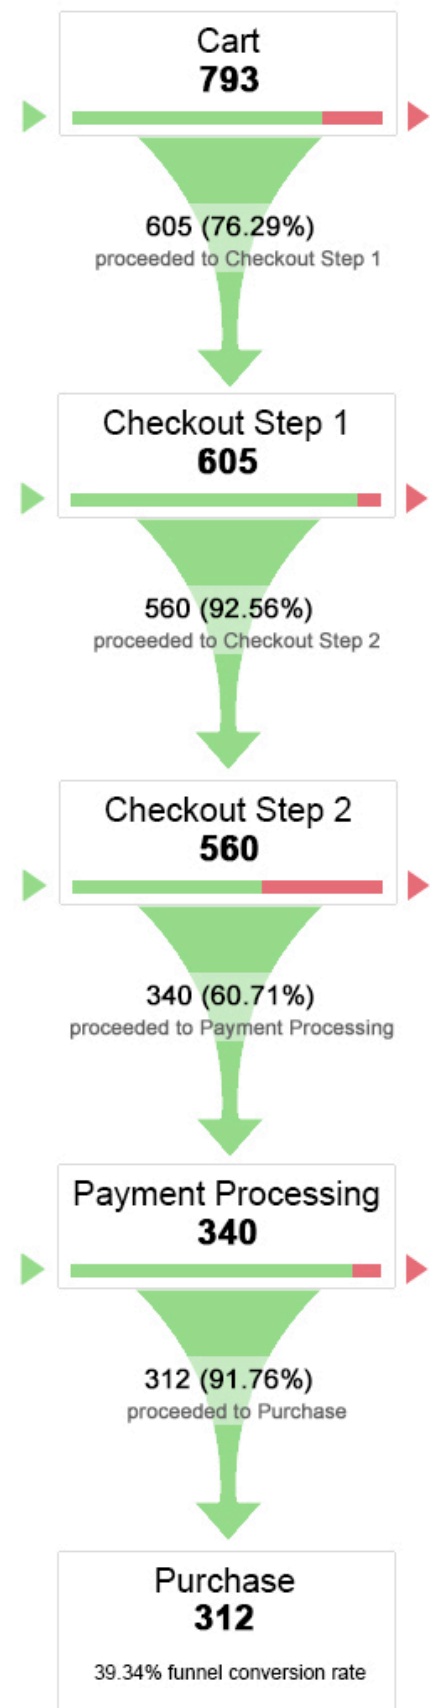 Cart
793
605 (76.29%)
proceeded to Checkout Step 1
Checkout Step 1
605
560 (92.56%)
proceeded to Checkout Step 2
Checkout Step 2
560
340 (60.71%)
proceeded to Payment Processing
Payment Processing
340
312 (91.76%)
proceeded to Purchase
Purchase
312
39.34% funnel conversion rate